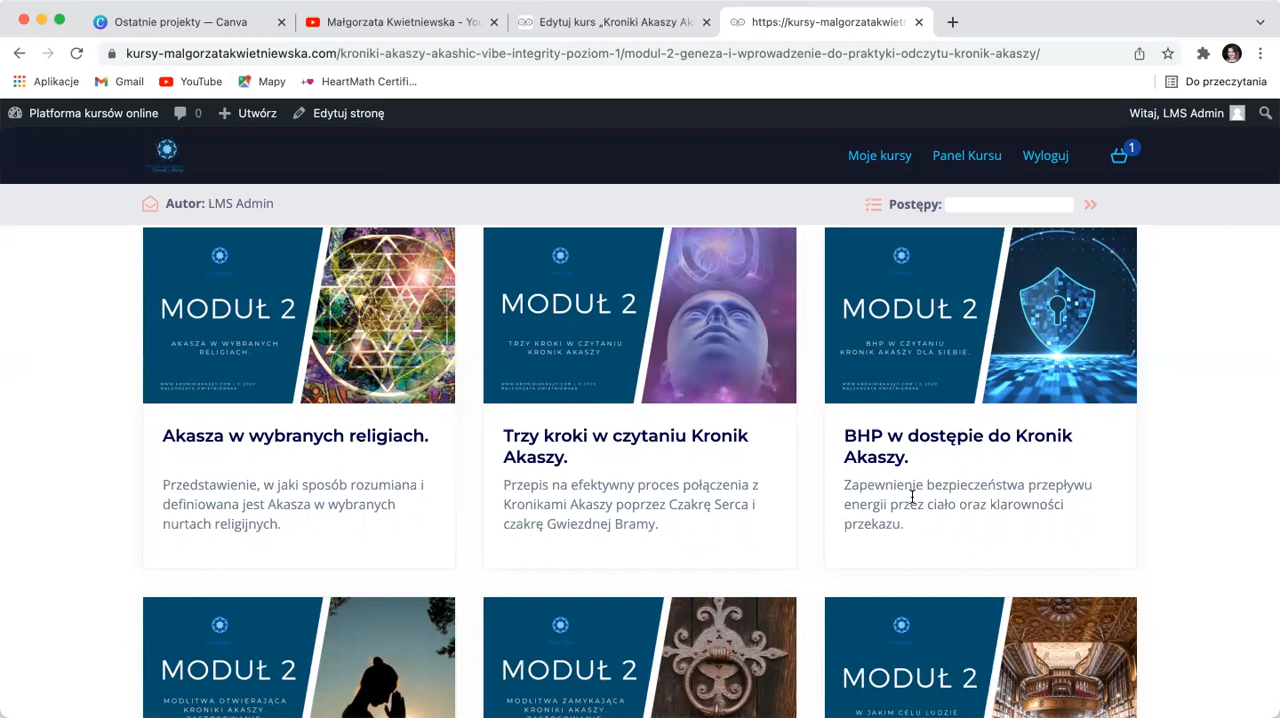 Ostatnie projekty — Canva
Małgorzata Kwietniewska - You
Edytuj kurs „Kroniki Akaszy Ak
https://kursy-malgorzatakwietn
kursy-malgorzatakwietniewska.com/kroniki-akaszy-akashic-vibe-integrity-poziom-1/modul-2-geneza-i-wprowadzenie-do-praktyki-odczytu-kronik-akaszy/
Aplikacje
Gmail
YouTube
Mapy
HeartMath Certifi...
Do przeczytania
Platforma kursów online
0
Utwórz
Edytuj stronę
Witaj, LMS Admin
Moje kursy
Panel Kursu
Wyloguj
1
Autor: LMS Admin
Postępy:
MODUŁ 2
AKASZA W WYBRANYCH
RELIGIACH.
WWW.KRONIKIAKASZY.COM | © 2020
MAŁGORZATA KWIETNIEWSKA
Akasza w wybranych religiach.
Przedstawienie, w jaki sposób rozumiana i
definiowana jest Akasza w wybranych
nurtach religijnych.
MODUŁ 2
TRZY KROKI W CZYTANIU
KRONIK AKASZY.
WWW.KRONIKIAKASZY.COM | © 2020
MAŁGORZATA KWIETNIEWSKA
Trzy kroki w czytaniu Kronik
Akaszy.
Przepis na efektywny proces połączenia z
Kronikami Akaszy poprzez Czakrę Serca i
czakrę Gwiezdnej Bramy.
MODUŁ 2
BHP W CZYTANIU
KRONIK AKASZY DLA SIEBIE.
WWW.KRONIKIAKASZY.COM | © 2020
MAŁGORZATA KWIETNIEWSKA
BHP w dostępie do Kronik
Akaszy.
Zapewnienie bezpieczeństwa przepływu
energii przez ciało oraz klarowności
przekazu.
MODUŁ 2
MODLITWA OTWIERAJĄCA
KRONIKI AKASZY.
MODUŁ 2
MODLITWA ZAMYKAJĄCA
KRONIKI AKASZY.
MODUŁ 2
W JAKIM CELU LUDZIE